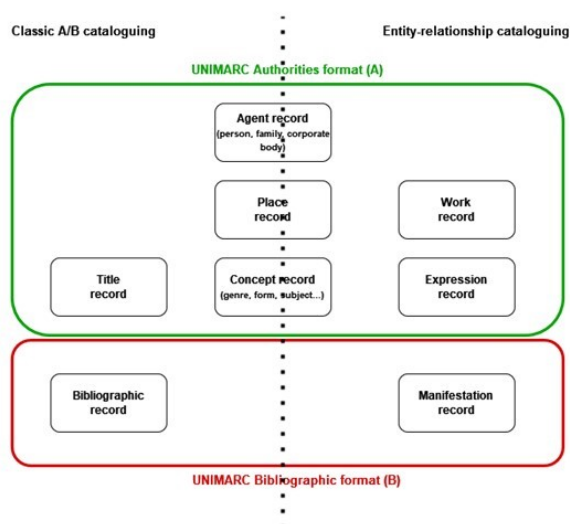 Classic A/B cataloguing
Entity-relationship cataloguing
UNIMARC Authorities format (A)
Agent record
(person, family, corporate
body)
Place
record
Work
record
Title
record
Concept record
(genre, form, subject...)
Expression
record
Bibliographic
record
Manifestation
record
UNIMARC Bibliographic format (B)